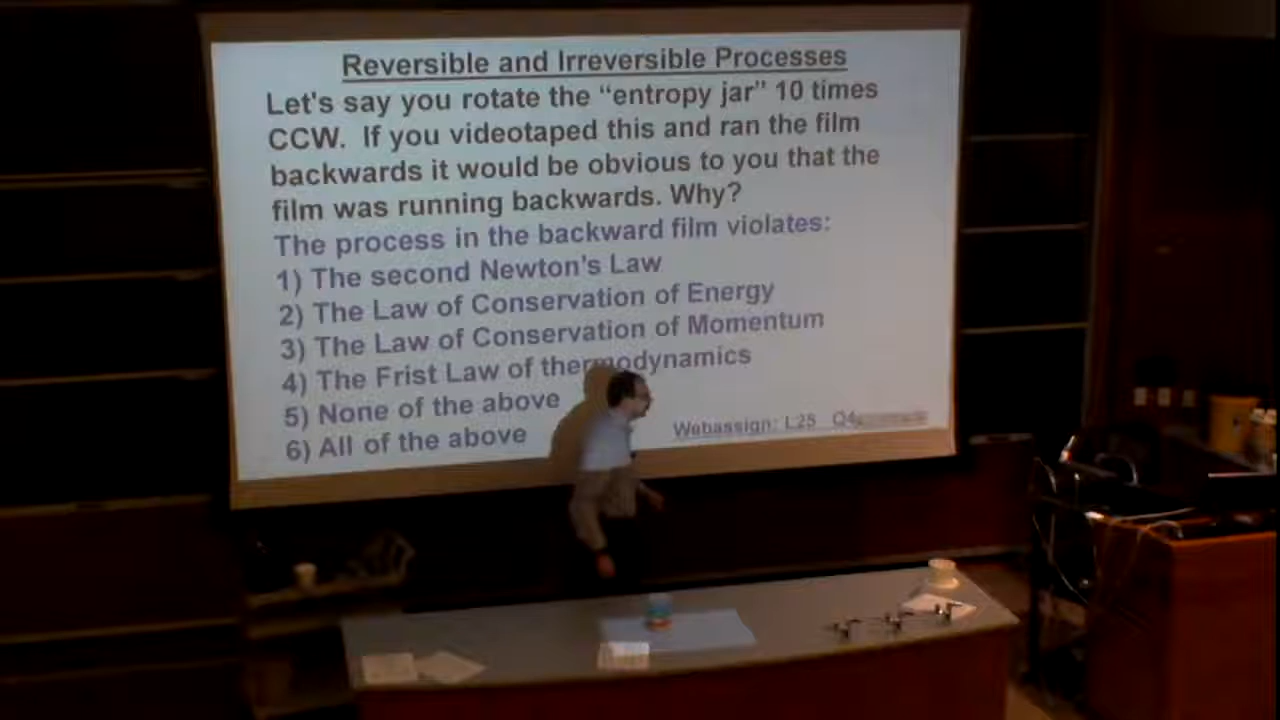 Reversible and Irreversible Processes
Let's say you rotate the “entropy jar” 10 times
CCW. If you videotaped this and ran the film
backwards it would be obvious to you that the
film was running backwards. Why?
The process in the backward film violates:
1) The second Newton's Law
2) The Law of Conservation of Energy
3) The Law of Conservation of Momentum
4) The Frist Law of thermodynamics
5) None of the above
6) All of the above
Webassign: L25 Q4